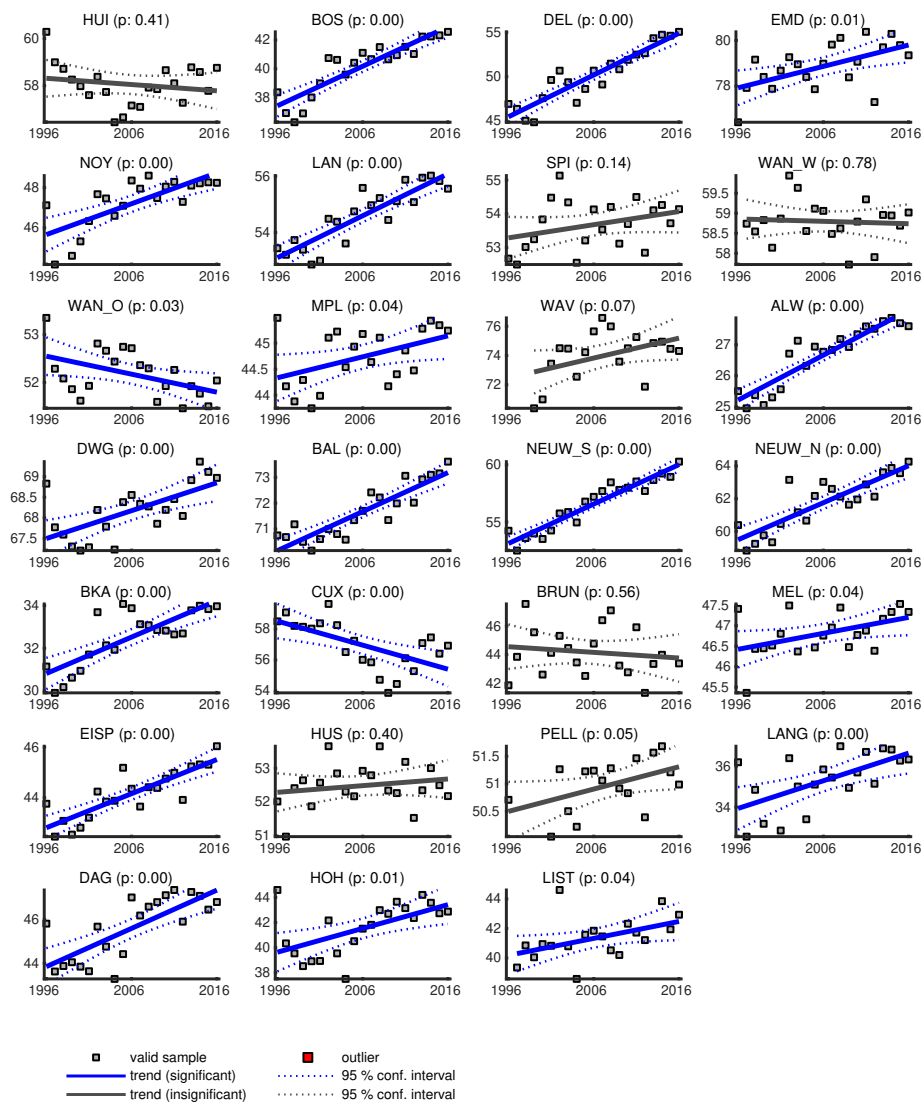 HUI (p: 0.41)
60
58
1996 2006 2016
BOS (p: 0.00)
42
40
38
1996 2006 2016
DEL (p: 0.00)
55
50
45
1996 2006 2016
EMD (p: 0.01)
80
78
1996 2006 2016
NOY (p: 0.00)
48
46
1996 2006 2016
LAN (p: 0.00)
56
54
1996 2006 2016
SPI (p: 0.14)
55
54
53
1996 2006 2016
WAN_W (p: 0.78)
59.5
59
58.5
58
1996 2006 2016
WAN_O (p: 0.03)
53
52
1996 2006 2016
MPL (p: 0.04)
45
44.5
44
1996 2006 2016
WAV (p: 0.07)
76
74
72
1996 2006 2016
ALW (p: 0.00)
27
26
25
1996 2006 2016
DWG (p: 0.00)
69
68.5
68
67.5
1996 2006 2016
BAL (p: 0.00)
73
72
71
1996 2006 2016
NEUW_S (p: 0.00)
60
55
1996 2006 2016
NEUW_N (p: 0.00)
64
62
60
1996 2006 2016
BKA (p: 0.00)
34
32
30
1996 2006 2016
CUX (p: 0.00)
58
56
54
1996 2006 2016
BRUN (p: 0.56)
46
44
42
1996 2006 2016
MEL (p: 0.04)
47.5
47
46.5
46
45.5
1996 2006 2016
EISP (p: 0.00)
46
44
1996 2006 2016
HUS (p: 0.40)
53
52
51
1996 2006 2016
PELL (p: 0.05)
51.5
51
50.5
1996 2006 2016
LANG (p: 0.00)
36
34
1996 2006 2016
DAG (p: 0.00)
46
44
1996 2006 2016
HOH (p: 0.01)
44
42
40
38
1996 2006 2016
LIST (p: 0.04)
44
42
40
1996 2006 2016
valid sample
outlier
trend (significant)
95 % conf. interval
trend (insignificant)
95 % conf. interval